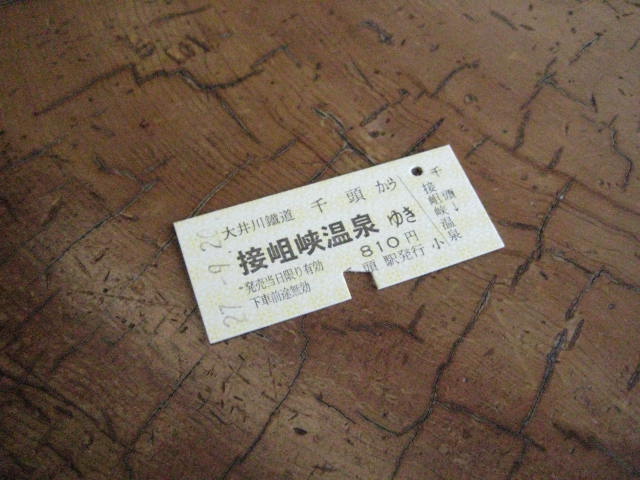 27.-9.20
大井川鐵道
千頭から
接岨峡温泉ゆき
発売当日限り有効
下車前途無効
810円
頭駅発行
千
接岨峡温泉
小